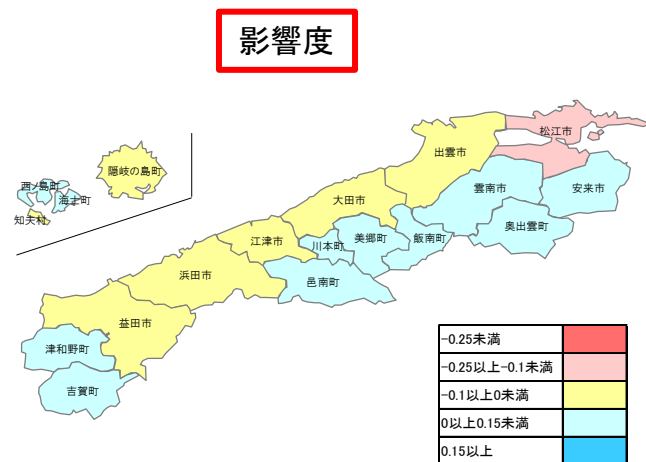 影響度
松江市
出雲市
隠岐の島町
西ノ島町
海士町
知夫村
雲南市
安来市
大田市
奥出雲町
飯南町
美郷町
川本町
江津市
邑南町
浜田市
益田市
津和野町
吉賀町
-0.25未満
-0.25以上-0.1未満
-0.1以上0未満
0以上0.15未満
0.15以上